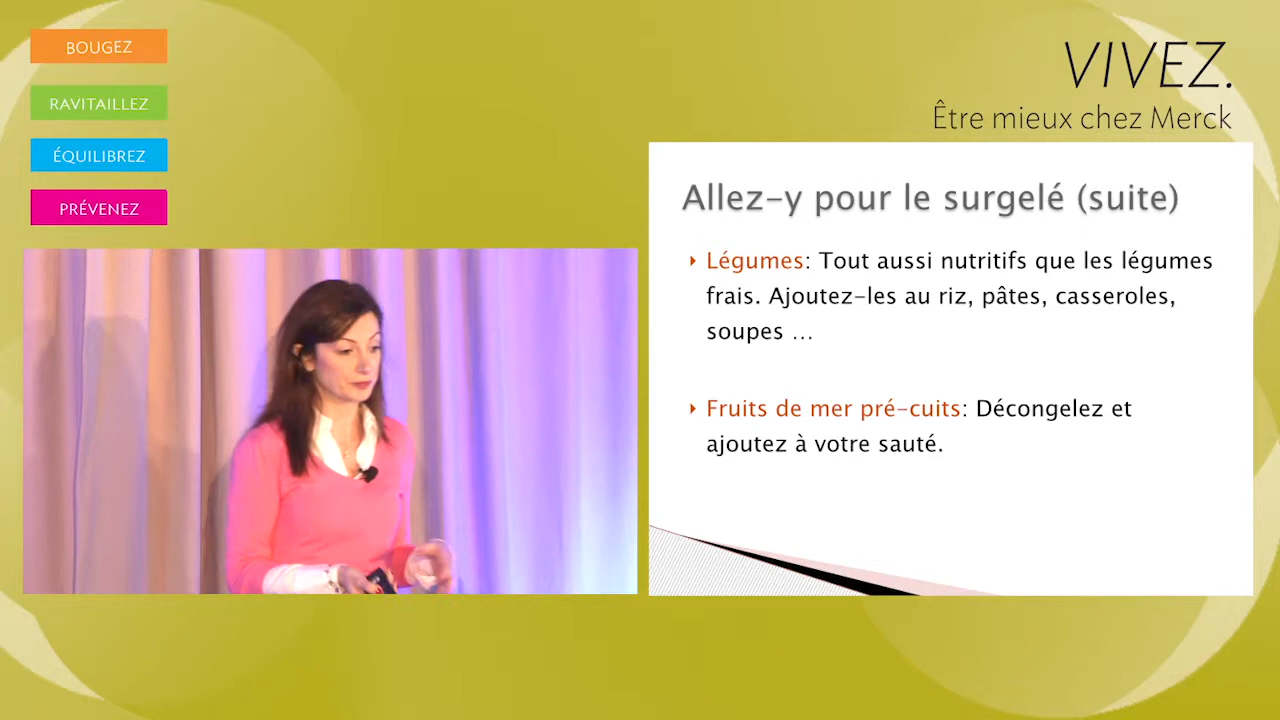 BOUGEZ
RAVITAILLEZ
ÉQUILIBREZ
PRÉVENEZ
VIVEZ.
Être mieux chez Merck
Allez-y pour le surgelé (suite)
Légumes: Tout aussi nutritifs que les légumes
frais. Ajoutez-les au riz, pâtes, casseroles,
soupes …
Fruits de mer pré-cuits: Décongelez et
ajoutez à votre sauté.